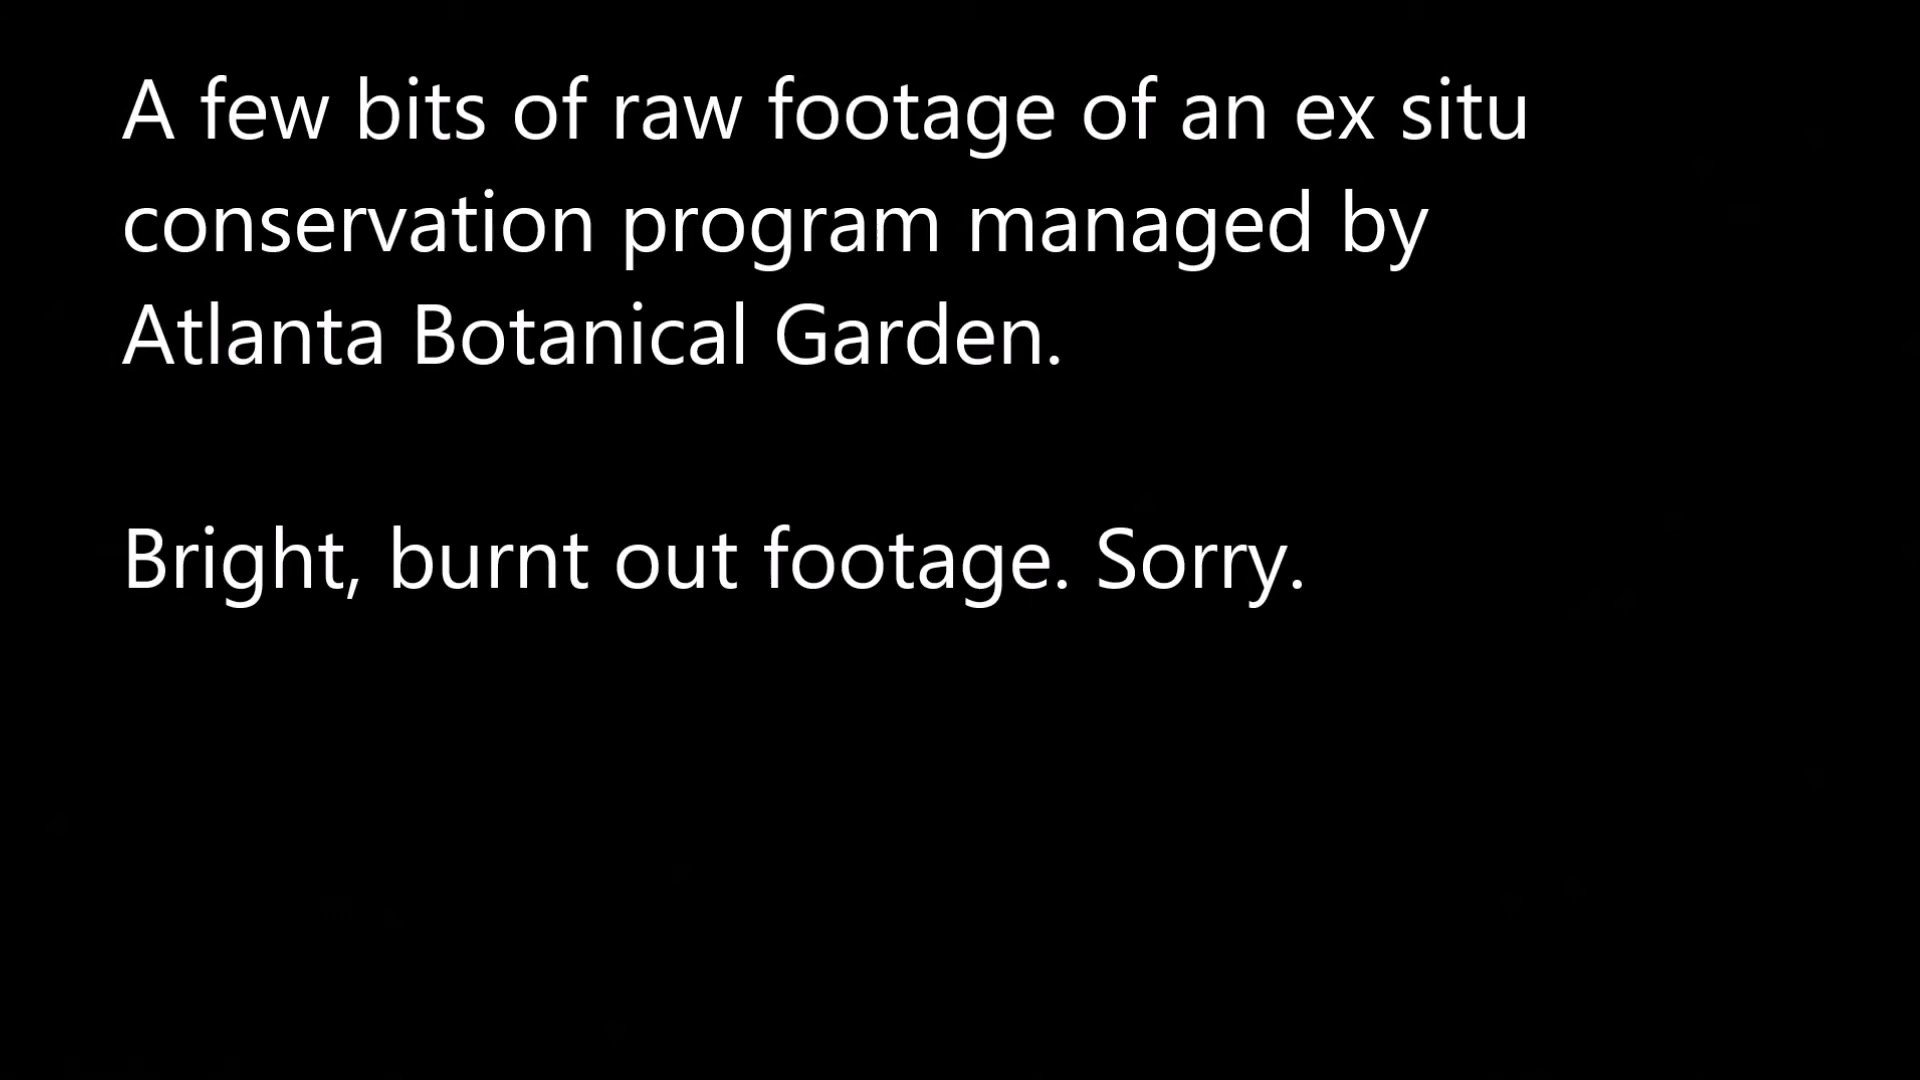 A few bits of raw footage of an ex situ
conservation program managed by
Atlanta Botanical Garden.
Bright, burnt out footage. Sorry.